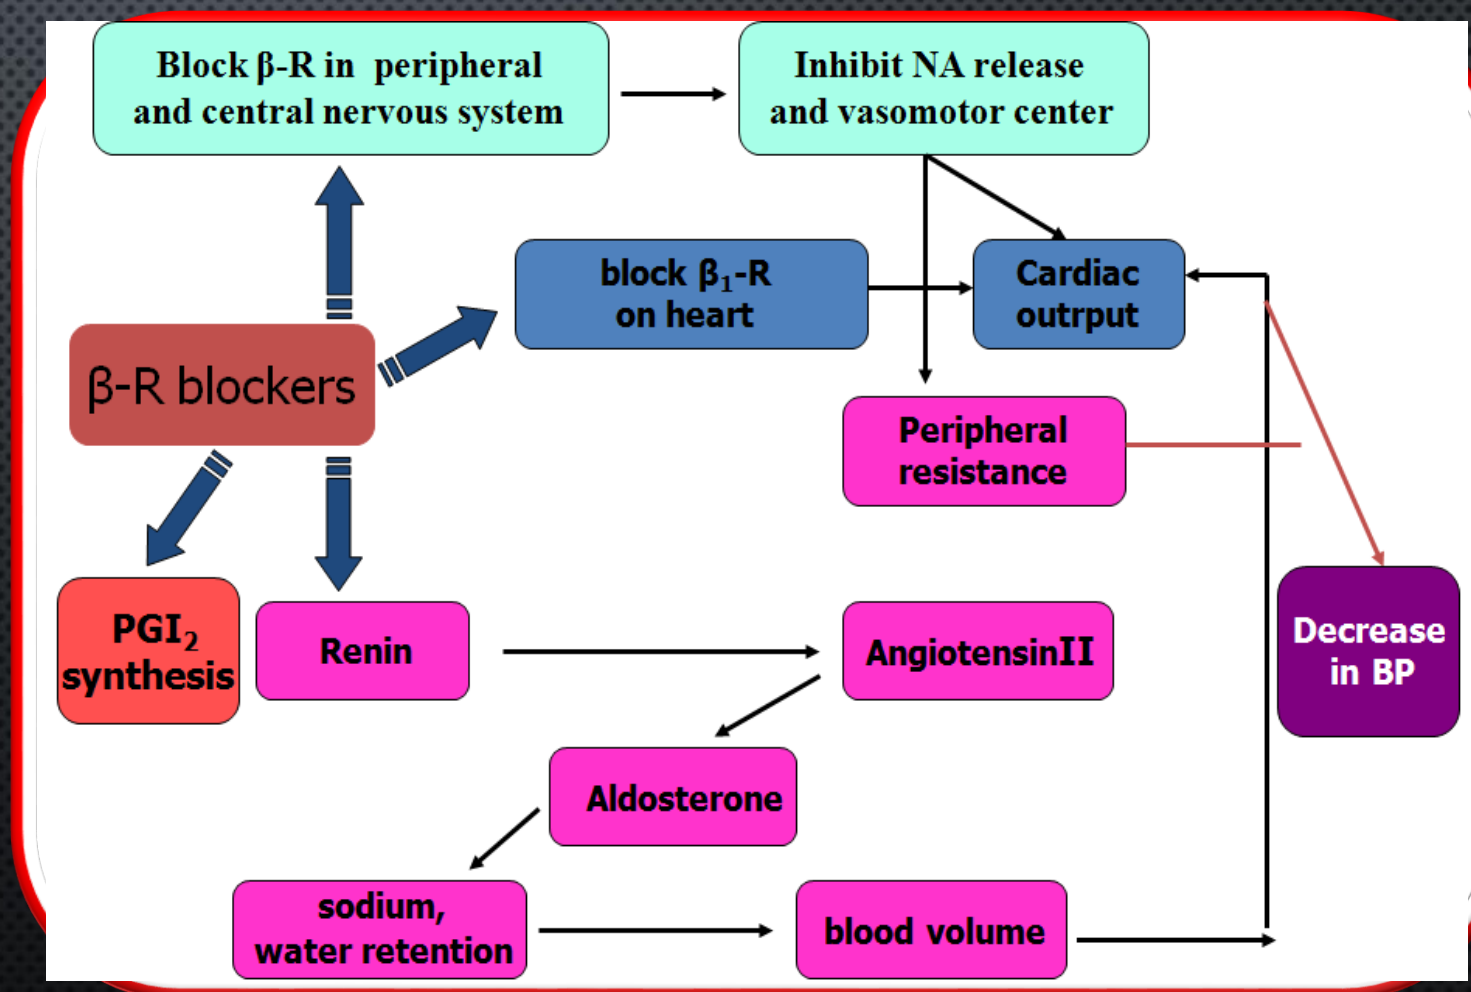 Block β-R in peripheral
and central nervous system
Inhibit NA release
and vasomotor center
block β₁-R
on heart
Cardiac
outrput
β-R blockers
Peripheral
resistance
PGI₂
synthesis
Renin
AngiotensinII
Decrease
in BP
Aldosterone
sodium,
water retention
blood volume